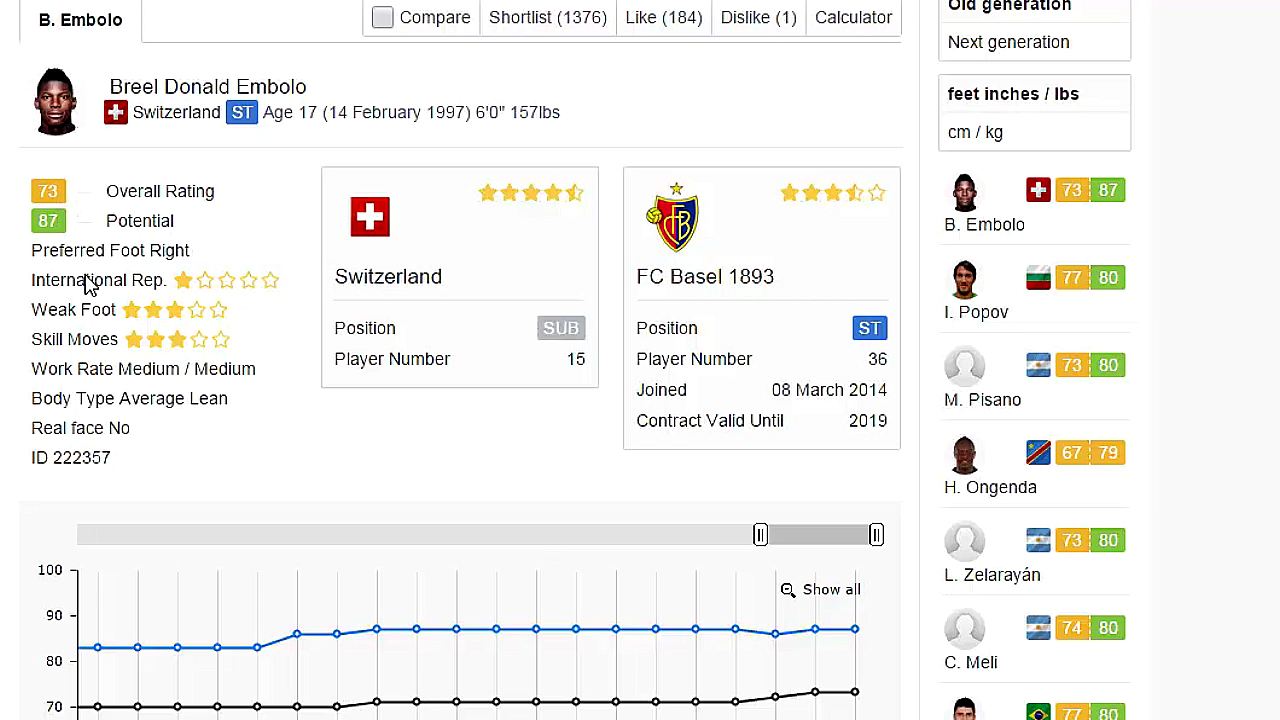 B. Embolo
Compare
Shortlist (1376)
Like (184)
Dislike (1)
Calculator
Breel Donald Embolo
Switzerland ST Age 17 (14 February 1997) 6'0" 157lbs
73 Overall Rating
87 Potential
Preferred Foot Right
International Rep.
Weak Foot
Skill Moves
Work Rate Medium / Medium
Body Type Average Lean
Real face No
ID 222357
Switzerland
Position SUB
Player Number 15
FCB
FC Basel 1893
Position ST
Player Number 36
Joined 08 March 2014
Contract Valid Until 2019
Show all
100
90
80
70
Old generation
Next generation
feet inches / lbs
cm / kg
73 87
B. Embolo
77 80
I. Popov
73 80
M. Pisano
67 79
H. Ongenda
73 80
L. Zelarayán
74 80
C. Meli
77 80